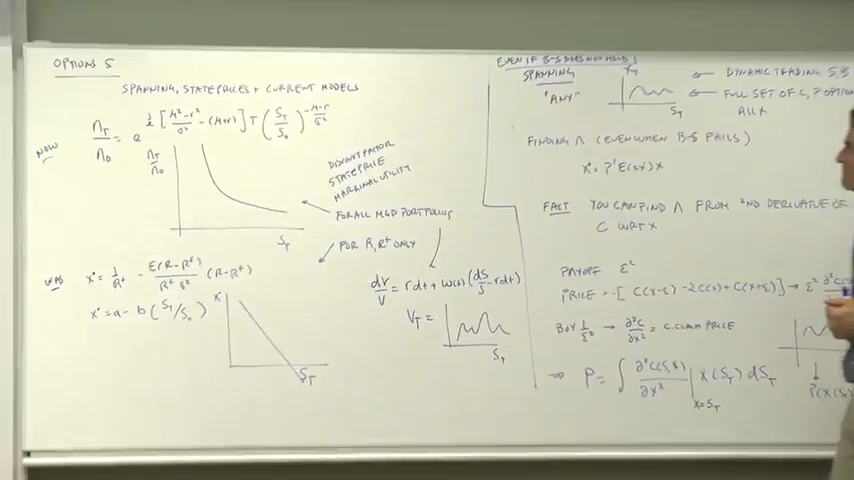 OPTIONS 5
SPANNING, STATE PRICES + CURRENT MODELS
NOW
Λ_T/Λ_0 = e^{½[(μ²-r²)/σ² - (μ+r)]T} (S_T/S_0)^{-(μ-r)/σ²}
Λ_T/Λ_0
S_T
DISCOUNT FACTOR
STATE PRICE
MARGINAL UTILITY
FOR ALL MGD PORTFOLIOS
FOR R, R^f ONLY
WAS
x* = 1/R^f - E(R-R^f)/(R^f σ²) (R-R^f)
x* = a - b (S_T/S_0)
x*
S_T
dV/V = r dt + w(t) (dS/S - r dt)
V_T =
S_T
EVEN IF B-S DOES NOT HOLD!
SPANNING
"ANY"
S_T
DYNAMIC TRADING S, B
FULL SET OF C, P OPTION
ALL X
FINDING Λ (EVEN WHEN B-S FAILS)
x* = P'E(xx')x
FACT YOU CAN FIND Λ FROM 2ND DERIVATIVE OF
C WRT X
PAYOFF ε²
PRICE = -[ C(X-ε) - 2C(X) + C(X+ε) ] → ε²
BUY 1/ε² → ∂²C/∂X² = C.CLAIM PRICE
⇒ P = ∫ ∂²C(S,X)/∂X² |_{X=S_T} X(S_T) dS_T